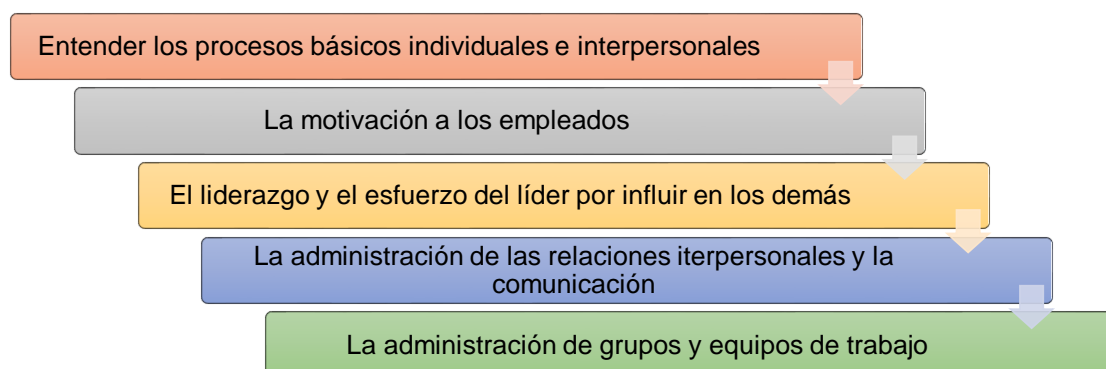 Entender los procesos básicos individuales e interpersonales
La motivación a los empleados
El liderazgo y el esfuerzo del líder por influir en los demás
La administración de las relaciones iterpersonales y la
comunicación
La administración de grupos y equipos de trabajo